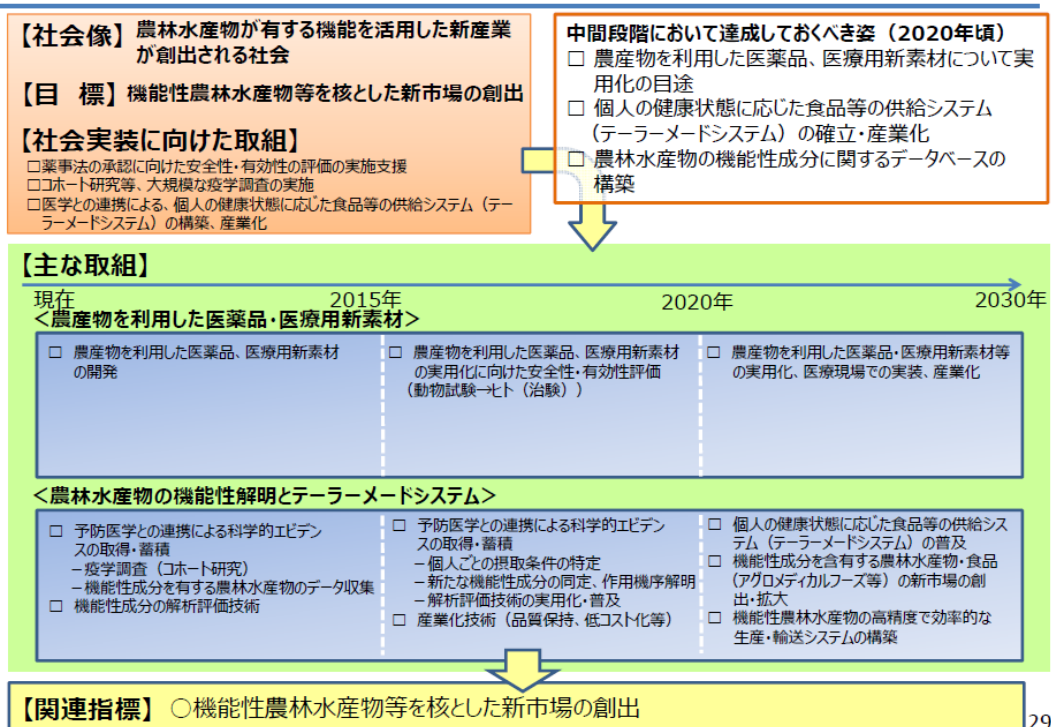 【社会像】農林水産物が有する機能を活用した新産業
が創出される社会
【目　標】機能性農林水産物等を核とした新市場の創出
【社会実装に向けた取組】
□薬事法の承認に向けた安全性・有効性の評価の実施支援
□コホート研究等、大規模な疫学調査の実施
□医学との連携による、個人の健康状態に応じた食品等の供給システム（テー
ラーメードシステム）の構築、産業化
中間段階において達成しておくべき姿（2020年頃）
□ 農産物を利用した医薬品、医療用新素材について実
用化の目途
□ 個人の健康状態に応じた食品等の供給システム
（テーラーメードシステム）の確立・産業化
□ 農林水産物の機能性成分に関するデータベースの
構築
【主な取組】
現在 2015年 2020年 2030年
＜農産物を利用した医薬品・医療用新素材＞
□ 農産物を利用した医薬品、医療用新素材
の開発
□ 農産物を利用した医薬品、医療用新素材
の実用化に向けた安全性・有効性評価
（動物試験→ヒト（治験））
□ 農産物を利用した医薬品・医療用新素材等
の実用化、医療現場での実装、産業化
＜農林水産物の機能性解明とテーラーメードシステム＞
□ 予防医学との連携による科学的エビデン
スの取得・蓄積
－疫学調査（コホート研究）
－機能性成分を有する農林水産物のデータ収集
□ 機能性成分の解析評価技術
□ 予防医学との連携による科学的エビデン
スの取得・蓄積
－個人ごとの摂取条件の特定
－新たな機能性成分の同定、作用機序解明
－解析評価技術の実用化・普及
□ 産業化技術（品質保持、低コスト化等）
□ 個人の健康状態に応じた食品等の供給シス
テム（テーラーメードシステム）の普及
□ 機能性成分を含有する農林水産物・食品
（アグロメディカルフーズ等）の新市場の創
出・拡大
□ 機能性農林水産物の高精度で効率的な
生産・輸送システムの構築
【関連指標】○機能性農林水産物等を核とした新市場の創出
29